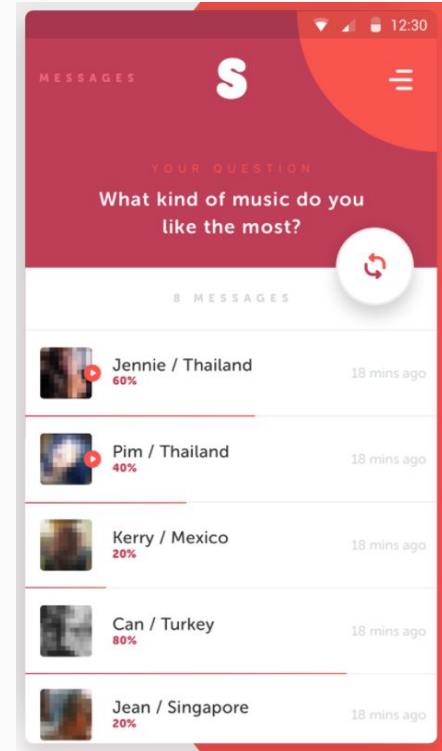 12:30
MESSAGES
S
YOUR QUESTION
What kind of music do you
like the most?
8 MESSAGES
Jennie / Thailand
60%
18 mins ago
Pim / Thailand
40%
18 mins ago
Kerry / Mexico
20%
18 mins ago
Can / Turkey
80%
18 mins ago
Jean / Singapore
20%
18 mins ago